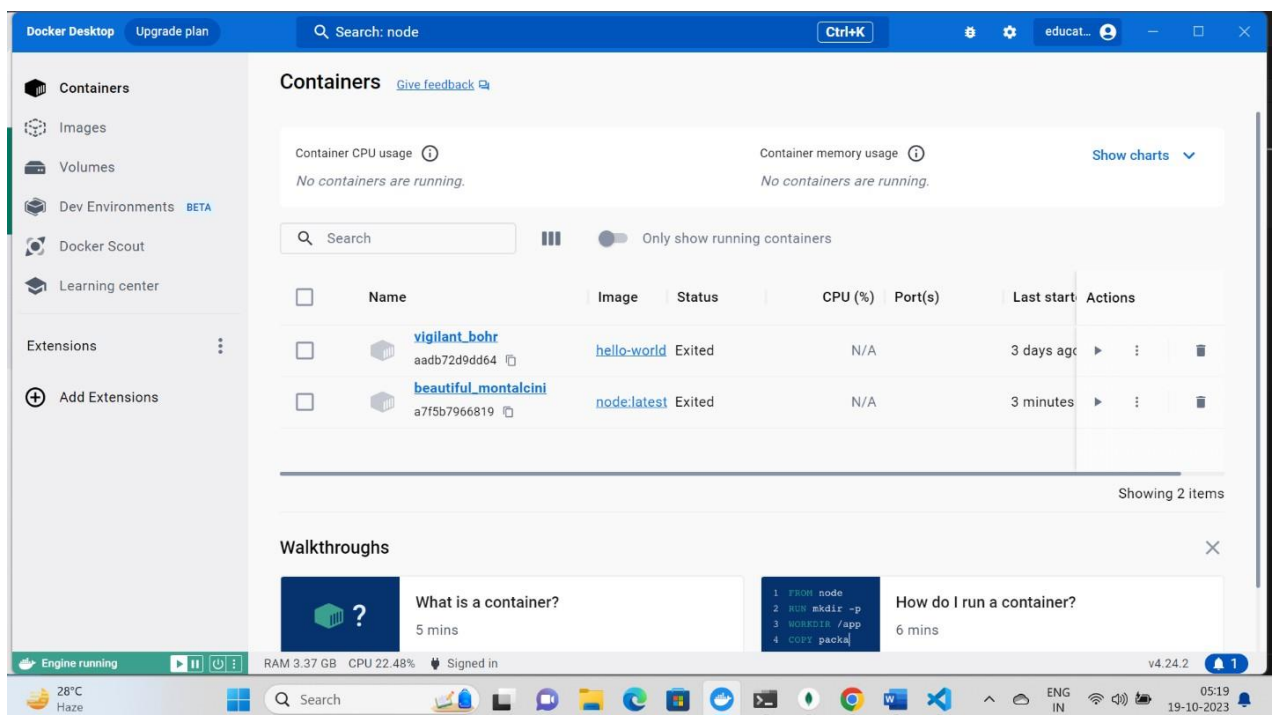 Docker Desktop Upgrade plan Search: node Ctrl+K educat...
Containers
Images
Volumes
Dev Environments BETA
Docker Scout
Learning center
Extensions
Add Extensions
Containers Give feedback
Container CPU usage Container memory usage Show charts
No containers are running. No containers are running.
Search Only show running containers
Name Image Status CPU (%) Port(s) Last start Actions
vigilant_bohr hello-world Exited N/A 3 days ago
aadb72d9dd64
beautiful_montalcini node:latest Exited N/A 3 minutes
a7f5b7966819
Showing 2 items
Walkthroughs
? What is a container?
5 mins
1 FROM node
2 RUN mkdir -p
3 WORKDIR /app
4 COPY packa
How do I run a container?
6 mins
Engine running RAM 3.37 GB CPU 22.48% Signed in v4.24.2 1
28°C
Haze
Search
ENG
IN
05:19
19-10-2023